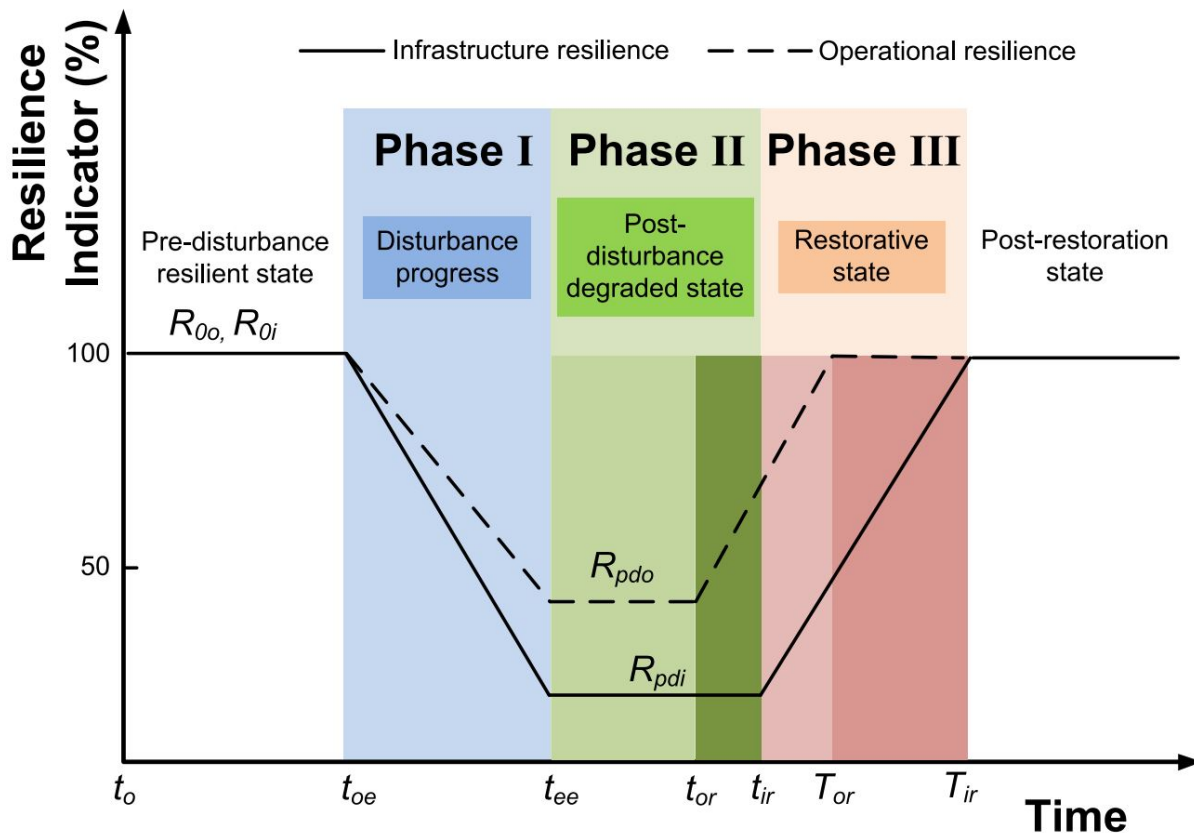 Resilience
Indicator (%)
Infrastructure resilience
Operational resilience
Phase I
Phase II
Phase III
Pre-disturbance
resilient state
Disturbance
progress
Post-
disturbance
degraded state
Restorative
state
Post-restoration
state
R0o, R0i
100
50
Rpdo
Rpdi
to
toe
tee
tor
tir
Tor
Tir
Time